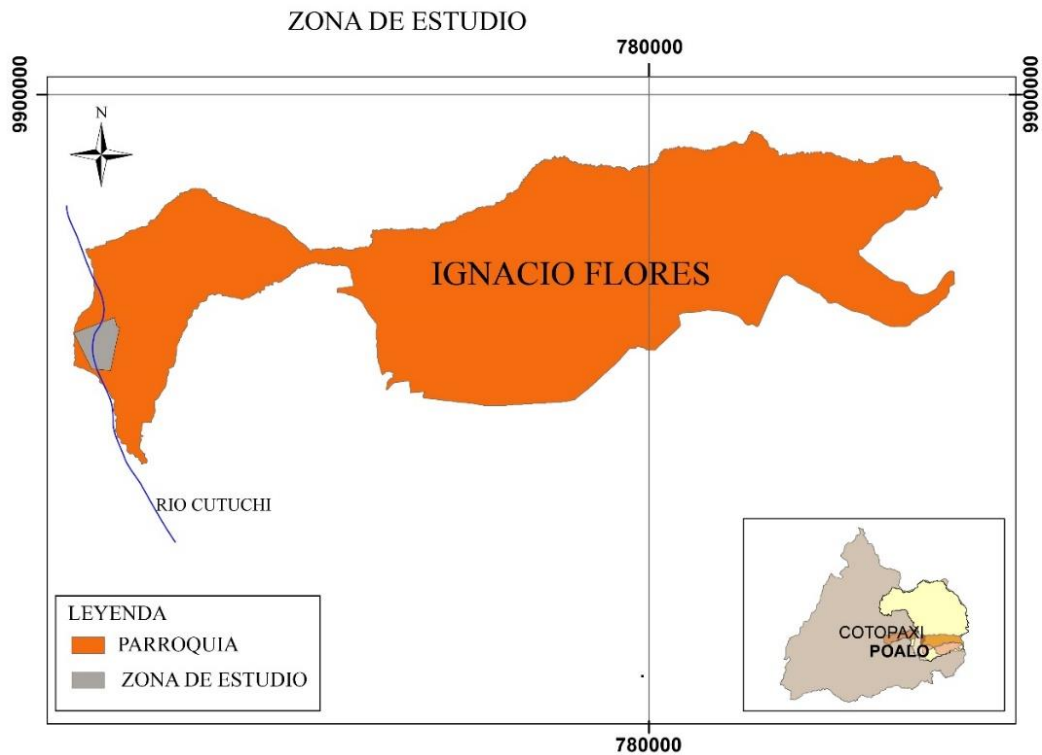 ZONA DE ESTUDIO
780000
9900000
9900000
N
IGNACIO FLORES
RIO CUTUCHI
LEYENDA
PARROQUIA
ZONA DE ESTUDIO
COTOPAXI
POALO
780000